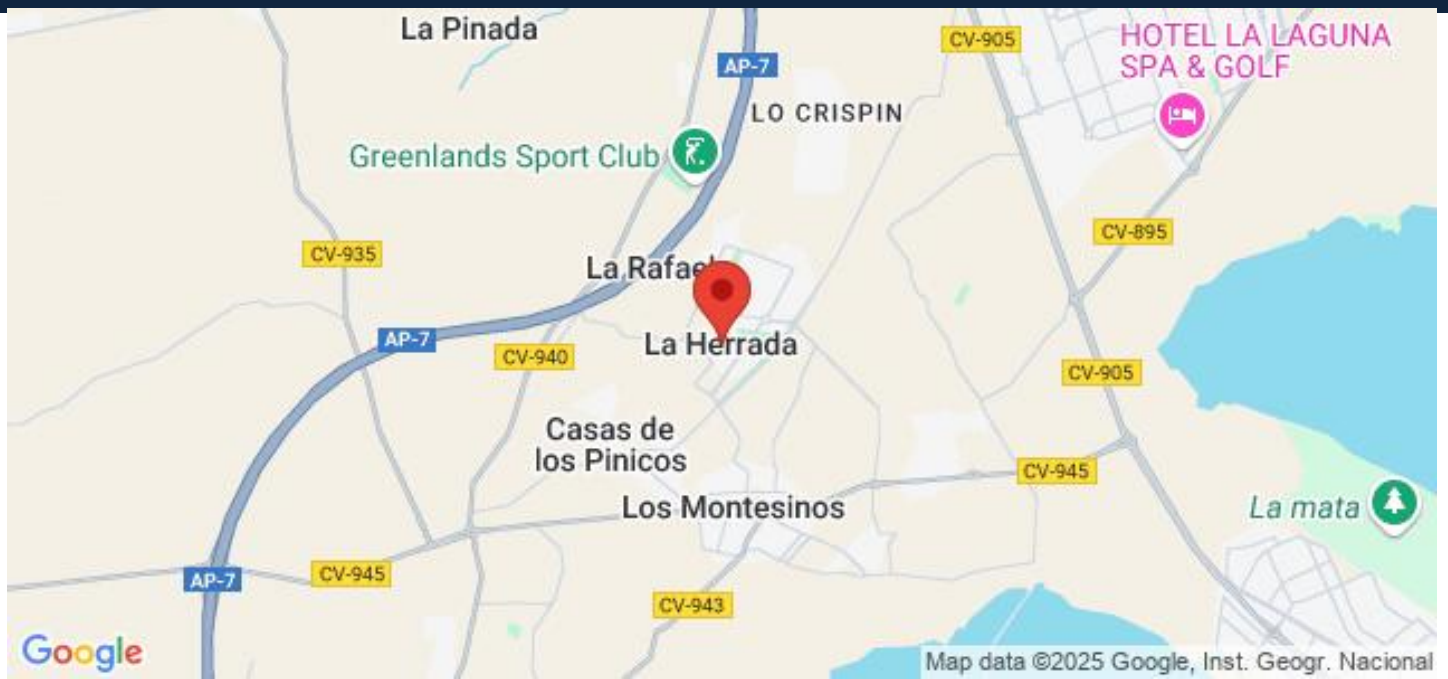 La Pinada
CV-905
HOTEL LA LAGUNA
SPA & GOLF
AP-7
LO CRISPIN
Greenlands Sport Club
CV-895
CV-935
La Rafael
AP-7
CV-940
La Herrada
CV-905
Casas de
los Pinicos
CV-945
Los Montesinos
La mata
AP-7
CV-945
CV-943
Google
Map data ©2025 Google, Inst. Geogr. Nacional